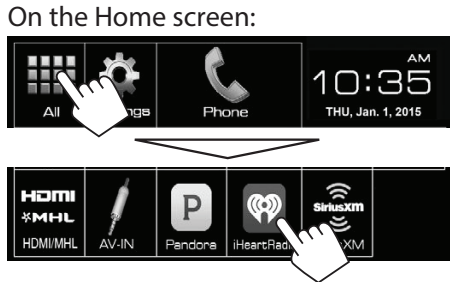 On the Home screen:
AM
10:35
All
Phone
THU, Jan. 1, 2015
HDMI
MHL
P
SiriusXM
HDMI/MHL
AV-IN
Pandora